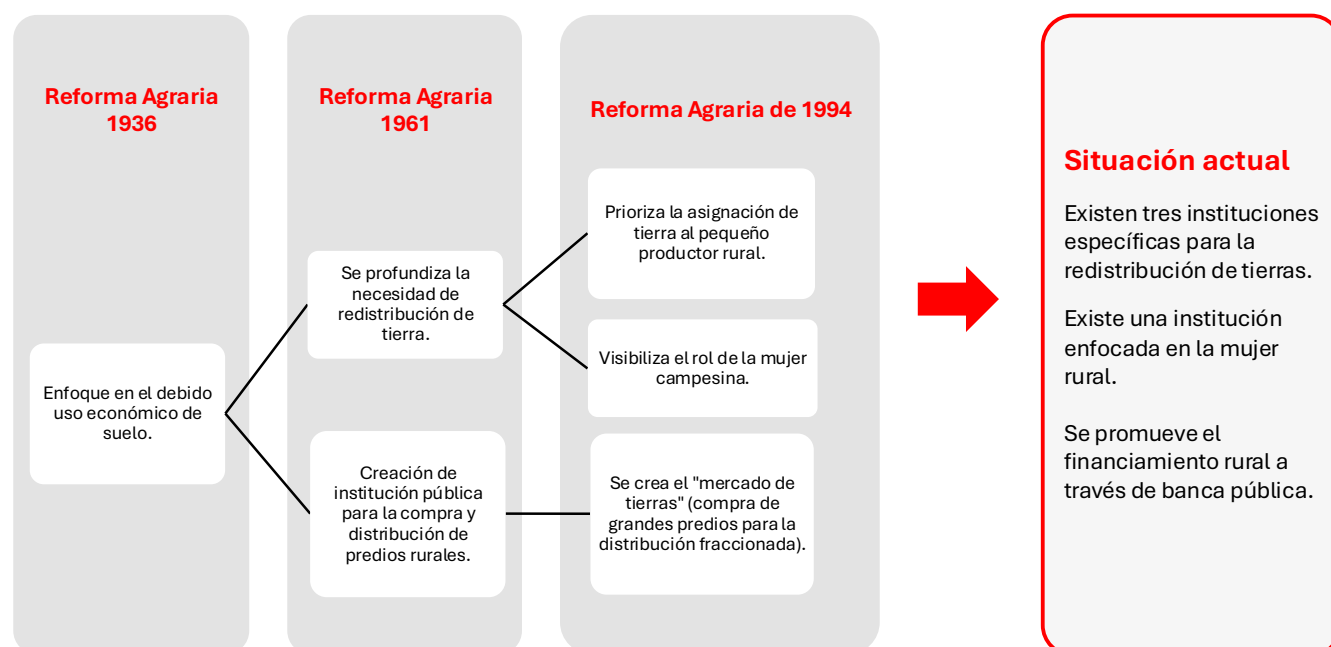 Reforma Agraria
1936
Enfoque en el debido
uso económico de
suelo.
Reforma Agraria
1961
Se profundiza la
necesidad de
redistribución de
tierra.
Creación de
institución pública
para la compra y
distribución de
predios rurales.
Reforma Agraria de 1994
Prioriza la asignación de
tierra al pequeño
productor rural.
Visibiliza el rol de la mujer
campesina.
Se crea el "mercado de
tierras" (compra de
grandes predios para la
distribución fraccionada).
Situación actual
Existen tres instituciones
específicas para la
redistribución de tierras.
Existe una institución
enfocada en la mujer
rural.
Se promueve el
financiamiento rural a
través de banca pública.